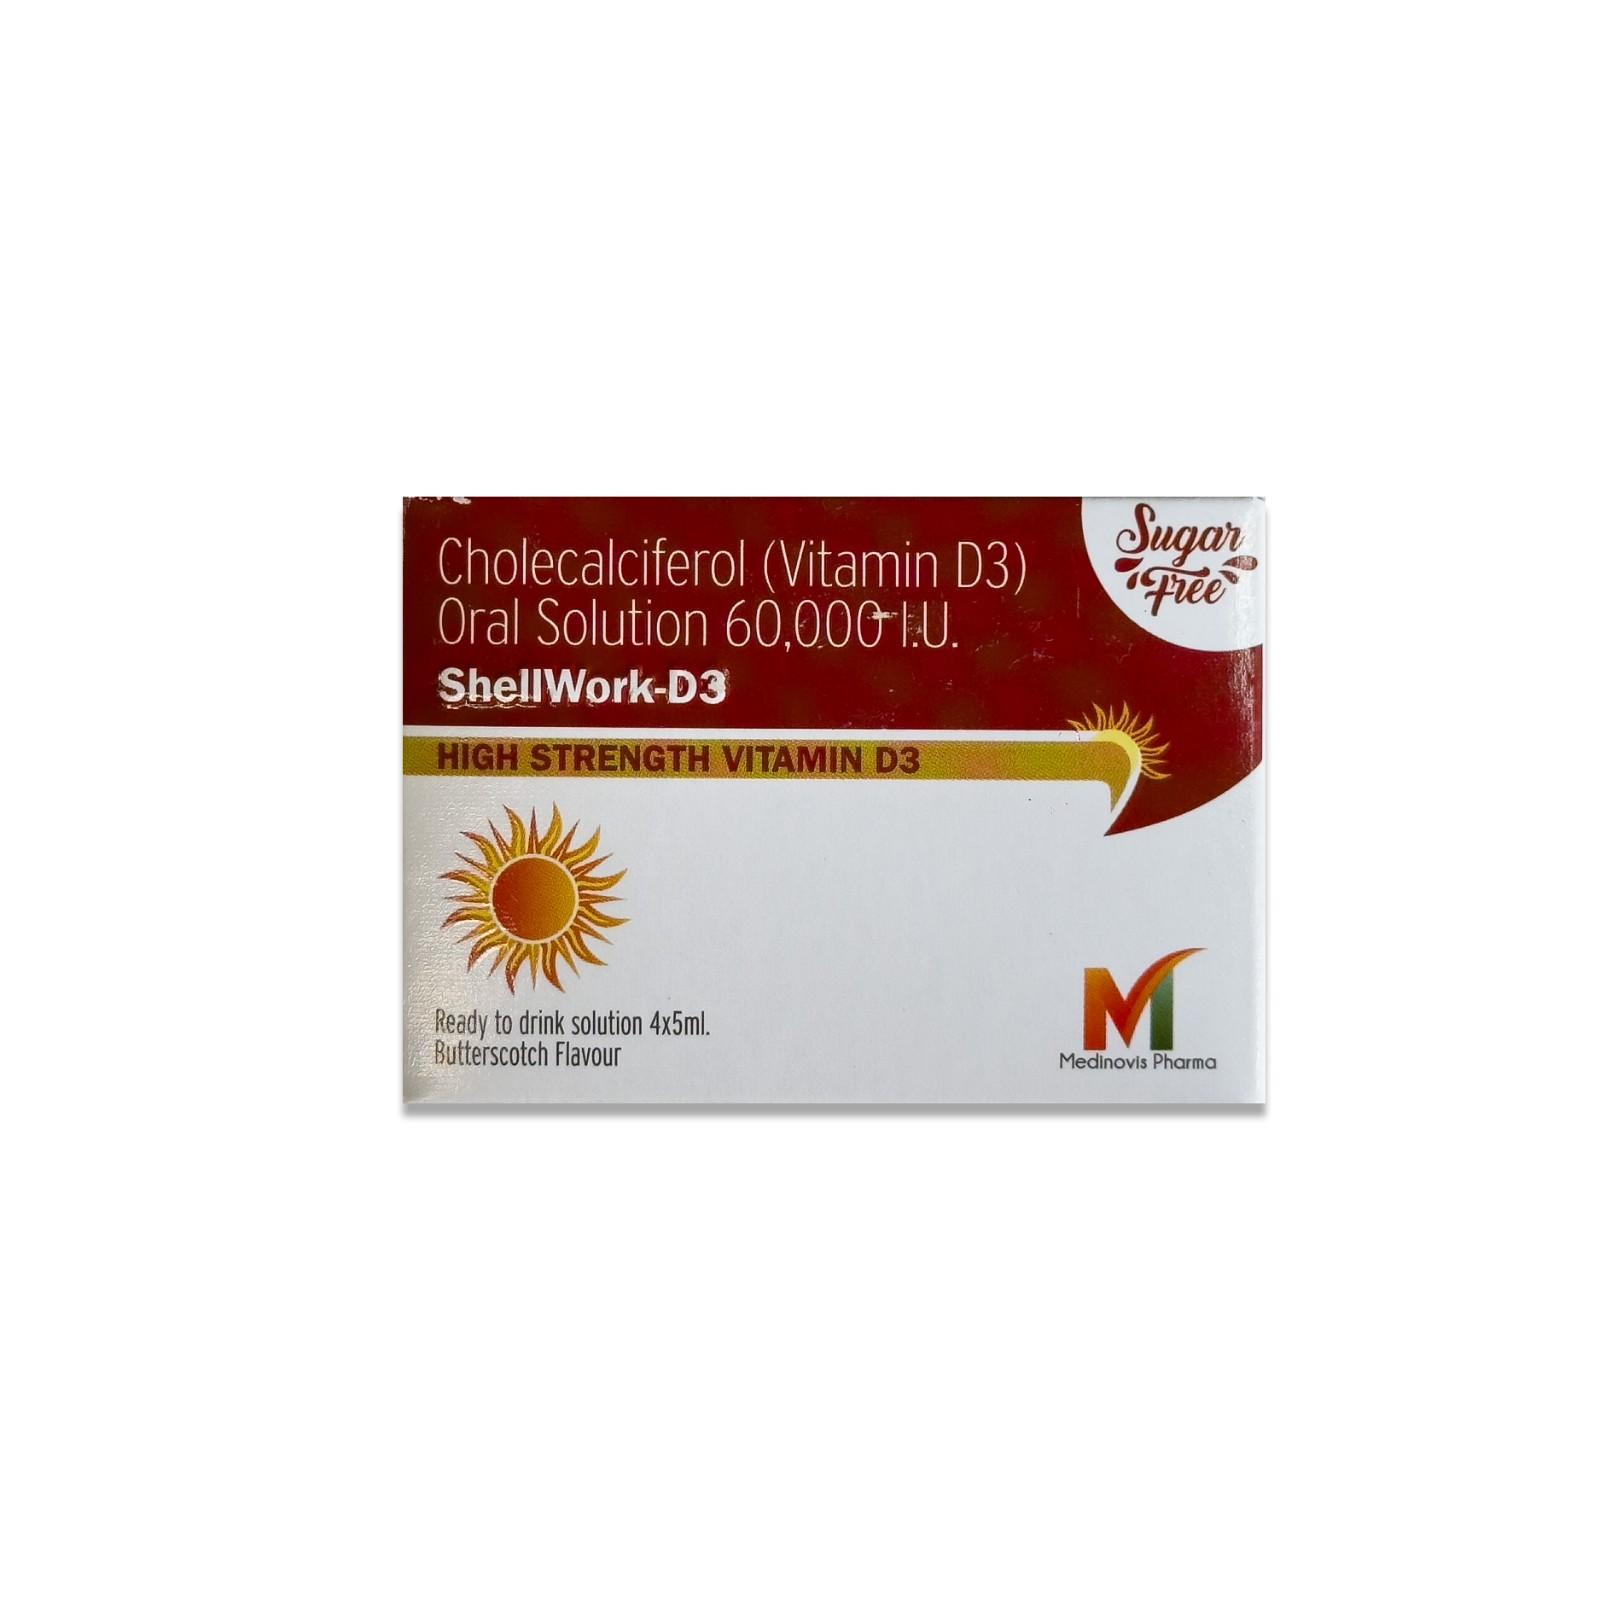 Sugar
Free
Cholecalciferol (Vitamin D3)
Oral Solution 60,000 I.U.
ShellWork-D3
HIGH STRENGTH VITAMIN D3
Ready to drink solution 4x5ml.
Butterscotch Flavour
M
Medinovis Pharma